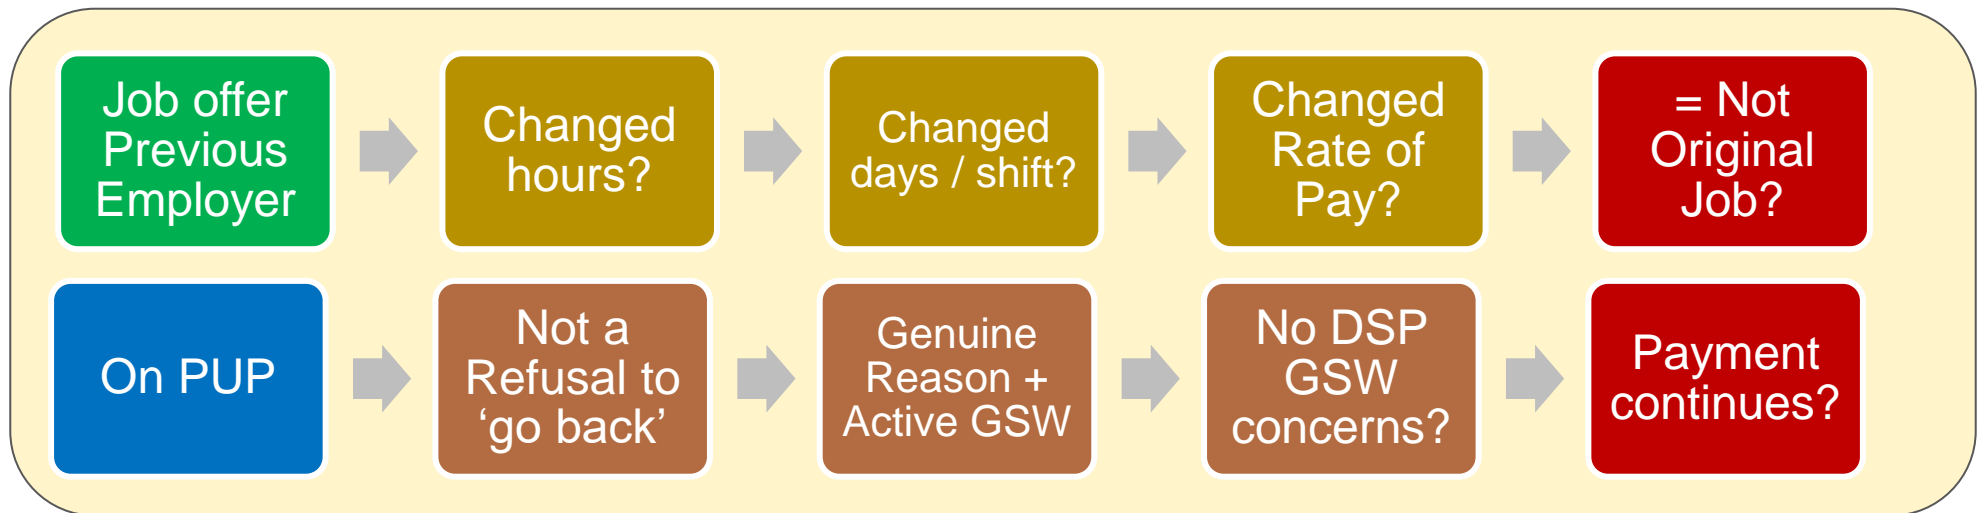 Job offer
Previous
Employer
Changed
hours?
Changed
days / shift?
Changed
Rate of
Pay?
= Not
Original
Job?
On PUP
Not a
Refusal to
‘go back’
Genuine
Reason +
Active GSW
No DSP
GSW
concerns?
Payment
continues?